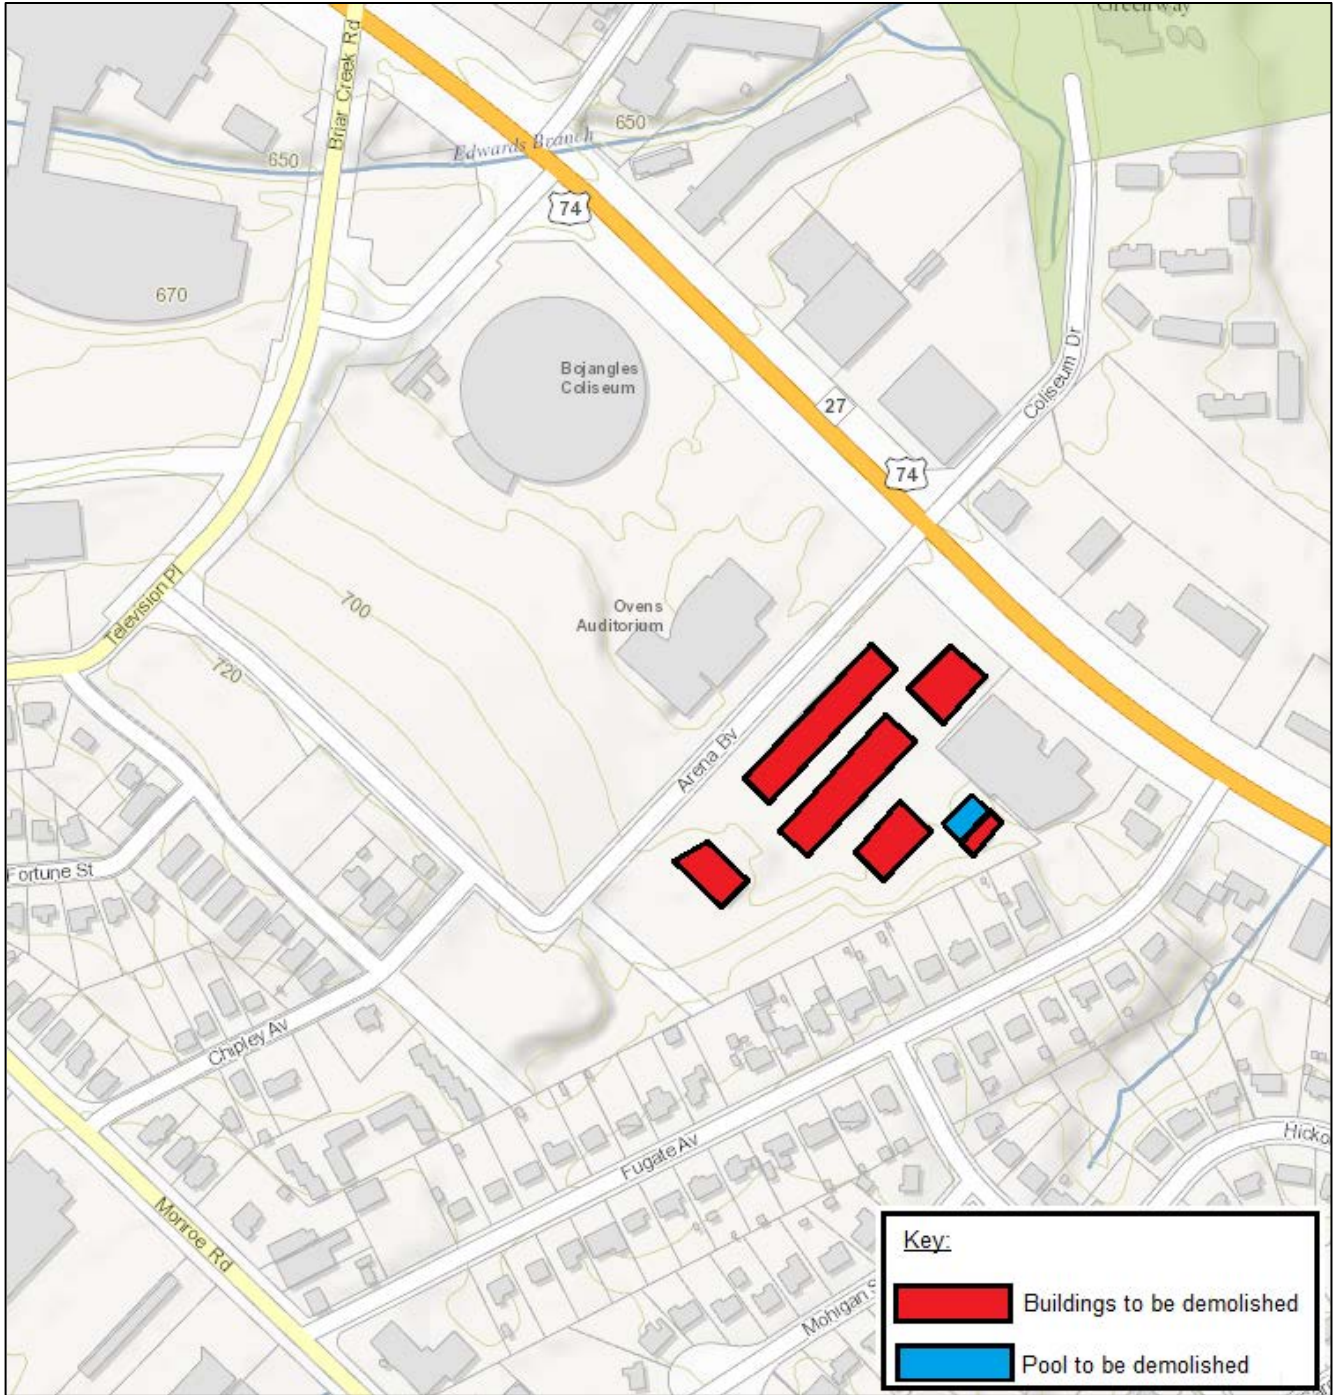 Greenway
Briar Creek Rd
650
Edwards Branch
650
74
670
Bojangles
Coliseum
27
Coliseum Dr
74
Television Pl
700
Ovens
Auditorium
720
Arena Bv
Fortune St
Chipley Av
Fugate Av
Monroe Rd
Mohigan S
Hicko
Key:
Buildings to be demolished
Pool to be demolished